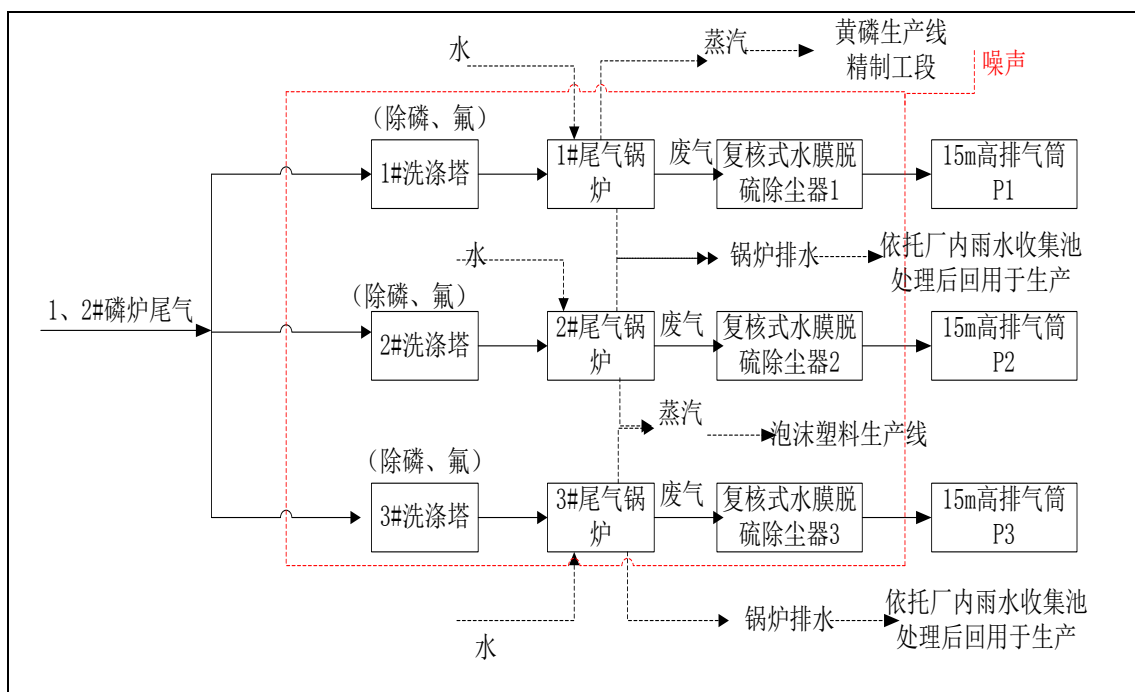 水
蒸汽
黄磷生产线
精制工段
噪声
(除磷、氟)
1#洗涤塔
1#尾气锅
炉
废气
复核式水膜脱
硫除尘器1
15m高排气筒
P1
水
锅炉排水
依托厂内雨水收集池
处理后回用于生产
1、2#磷炉尾气
(除磷、氟)
2#洗涤塔
2#尾气锅
炉
废气
复核式水膜脱
硫除尘器2
15m高排气筒
P2
蒸汽
泡沫塑料生产线
(除磷、氟)
3#洗涤塔
3#尾气锅
炉
废气
复核式水膜脱
硫除尘器3
15m高排气筒
P3
水
锅炉排水
依托厂内雨水收集池
处理后回用于生产